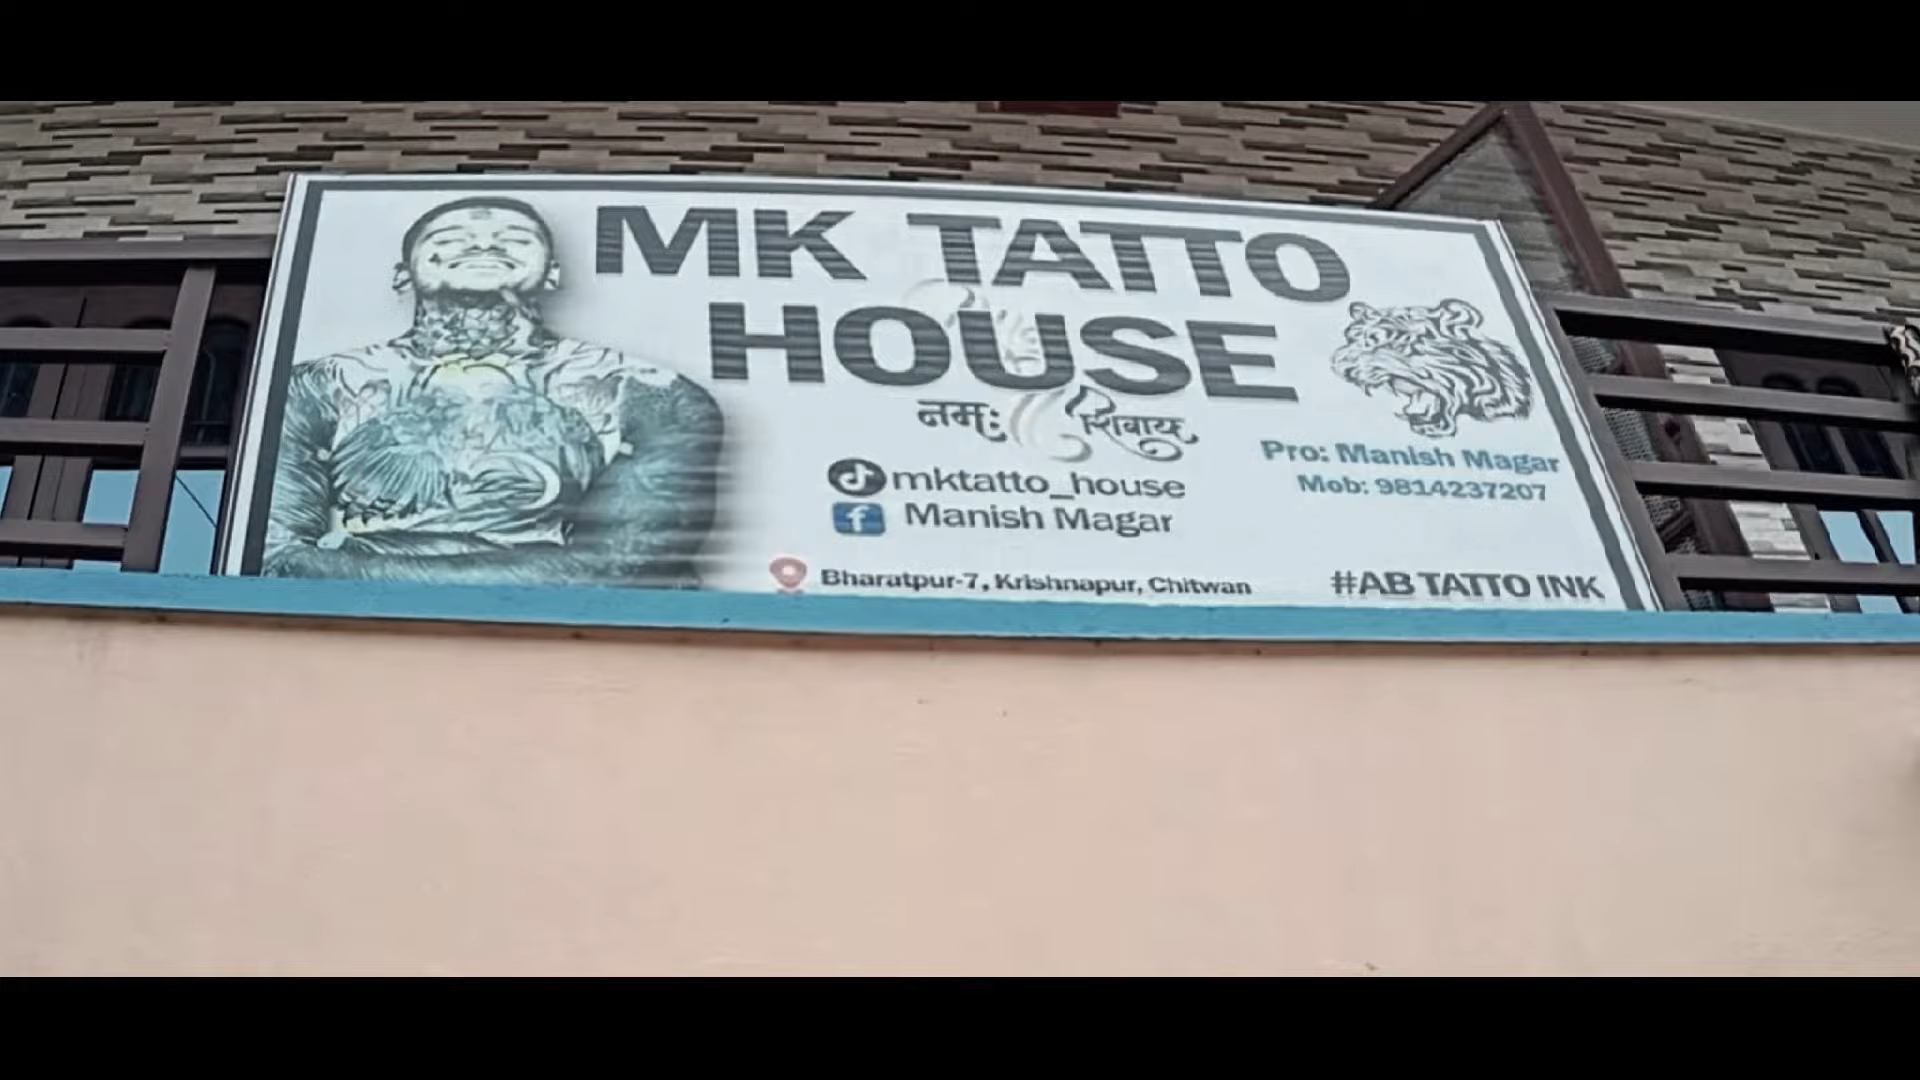 MK TATTO
HOUSE
नमः शिवाय
mktatto_house
Manish Magar
Pro: Manish Magar
Mob: 9814237207
Bharatpur-7, Krishnapur, Chitwan
#AB TATTO INK